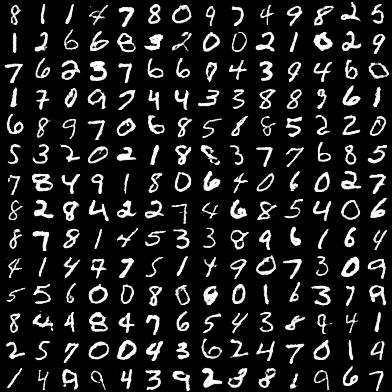 8 1 1 4 7 8 0 9 7 4 9 8 2 5
1 2 6 6 8 3 2 0 0 2 1 0 2 9
7 6 2 3 7 6 6 9 4 3 9 4 6 0
1 7 0 9 7 4 4 3 3 8 8 9 6 1
6 8 9 7 0 6 8 5 8 8 5 2 2 0
5 3 2 0 2 1 8 8 3 7 7 6 8 5
7 8 4 9 1 8 0 6 4 0 6 0 2 7
8 2 8 4 2 2 7 4 6 8 5 4 0 6
8 7 8 1 4 5 3 3 8 9 6 1 6 4
4 1 4 7 7 5 1 4 9 0 7 3 0 9
5 5 6 0 0 8 0 0 0 1 6 3 7 8
8 4 4 8 4 7 6 5 4 3 8 9 4 1
2 5 7 0 0 4 3 6 2 4 7 0 1 4
1 4 9 9 4 3 9 2 3 8 1 9 6 7